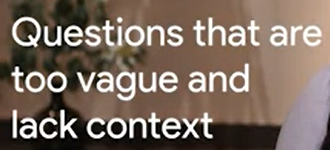 Questions that are
too vague and
lack context